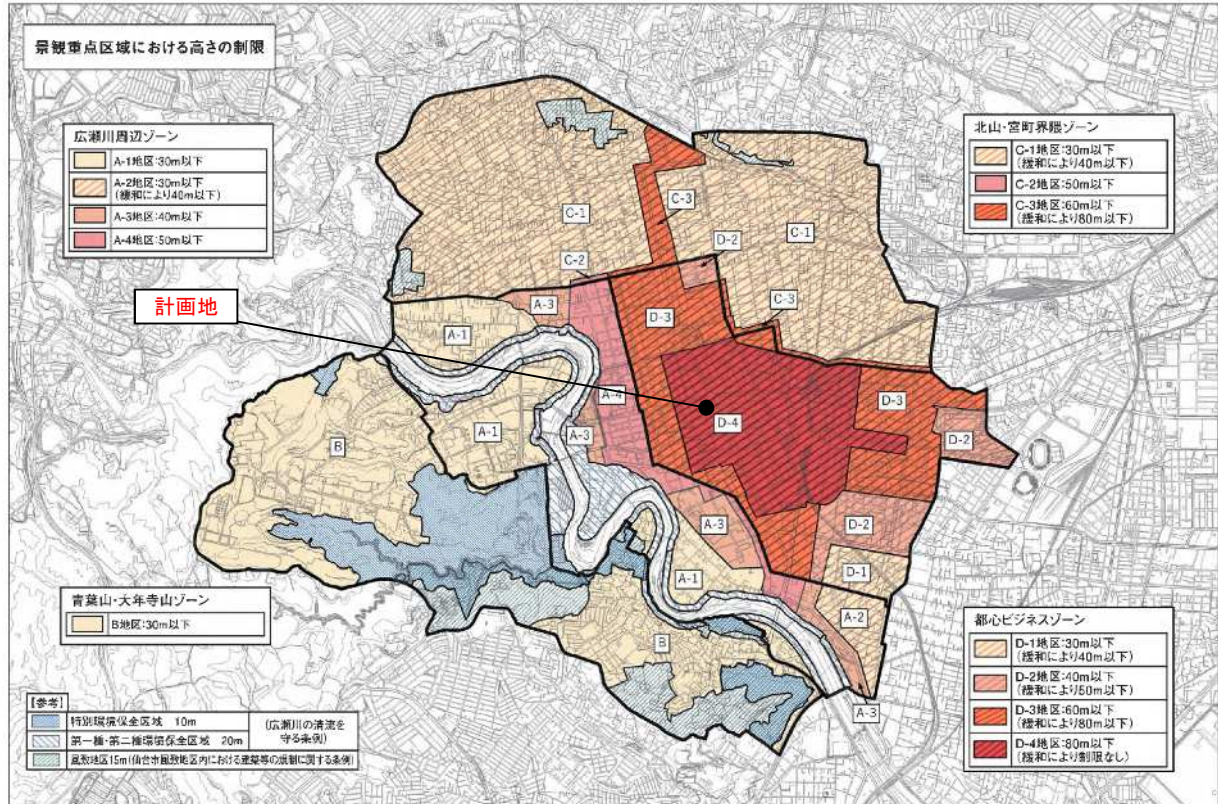 景観重点区域における高さの制限
広瀬川周辺ゾーン
A-1地区:30m以下
A-2地区:30m以下
(緩和により40m以下)
A-3地区:40m以下
A-4地区:50m以下
北山・宮町界隈ゾーン
C-1地区:30m以下
(緩和により40m以下)
C-2地区:50m以下
C-3地区:60m以下
(緩和により80m以下)
計画地
C-1
C-3
D-2
C-1
C-2
A-3
C-3
D-3
A-1
A-4
D-3
D-4
A-3
A-1
B
D-2
A-3
D-2
A-1
D-1
A-2
B
A-3
青葉山・大年寺山ゾーン
B地区:30m以下
都心ビジネスゾーン
D-1地区:30m以下
(緩和により40m以下)
D-2地区:40m以下
(緩和により50m以下)
D-3地区:60m以下
(緩和により80m以下)
D-4地区:80m以下
(緩和により制限なし)
【参考】
特別環境保全区域 10m
第一種・第二種環境保全区域 20m
(広瀬川の清流を
守る条例)
風致地区15m(仙台市風致地区内における建築等の規制に関する条例)